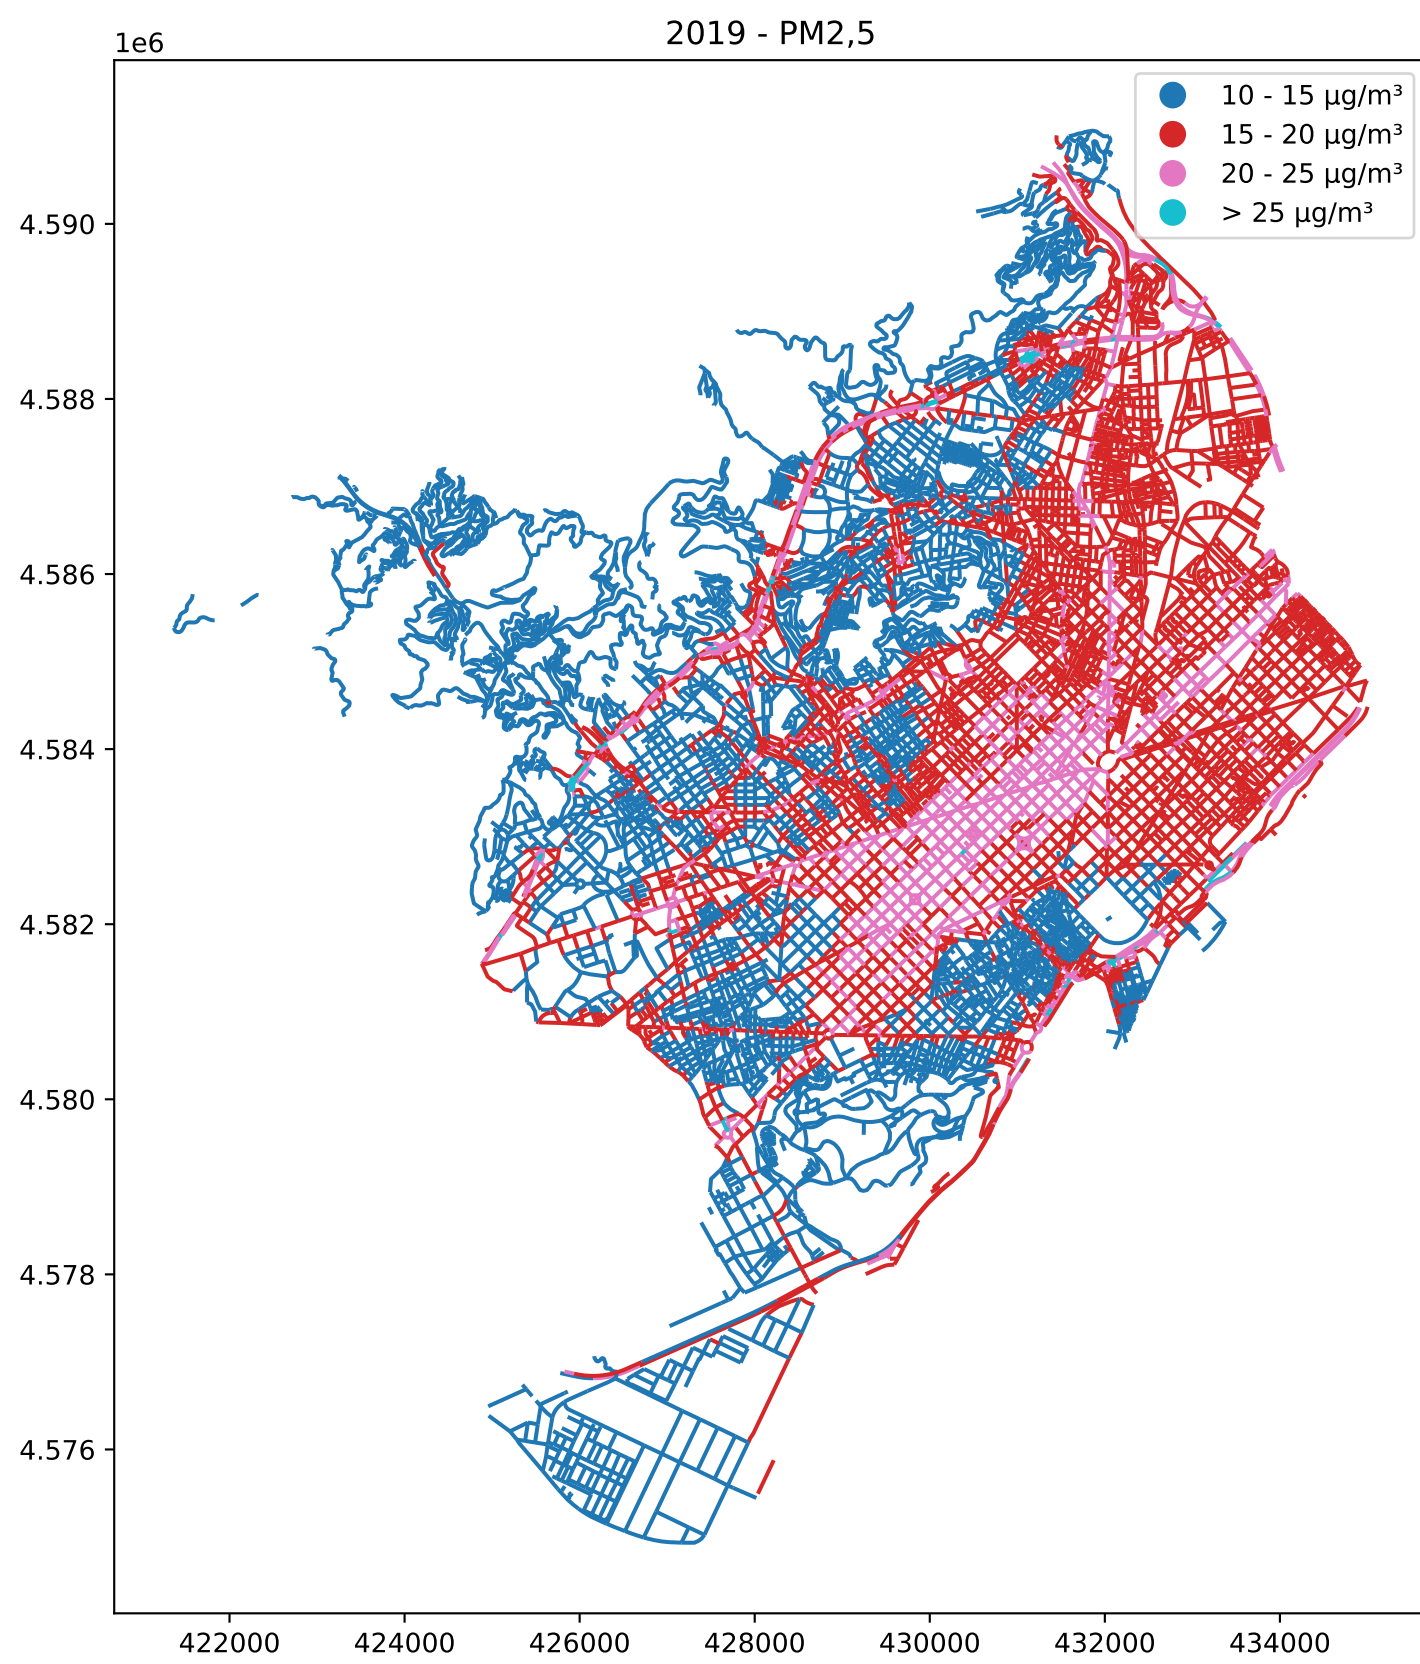 2019 - PM2,5
1e6
10 - 15 µg/m³
15 - 20 µg/m³
20 - 25 µg/m³
> 25 µg/m³
4.590
4.588
4.586
4.584
4.582
4.580
4.578
4.576
422000 424000 426000 428000 430000 432000 434000